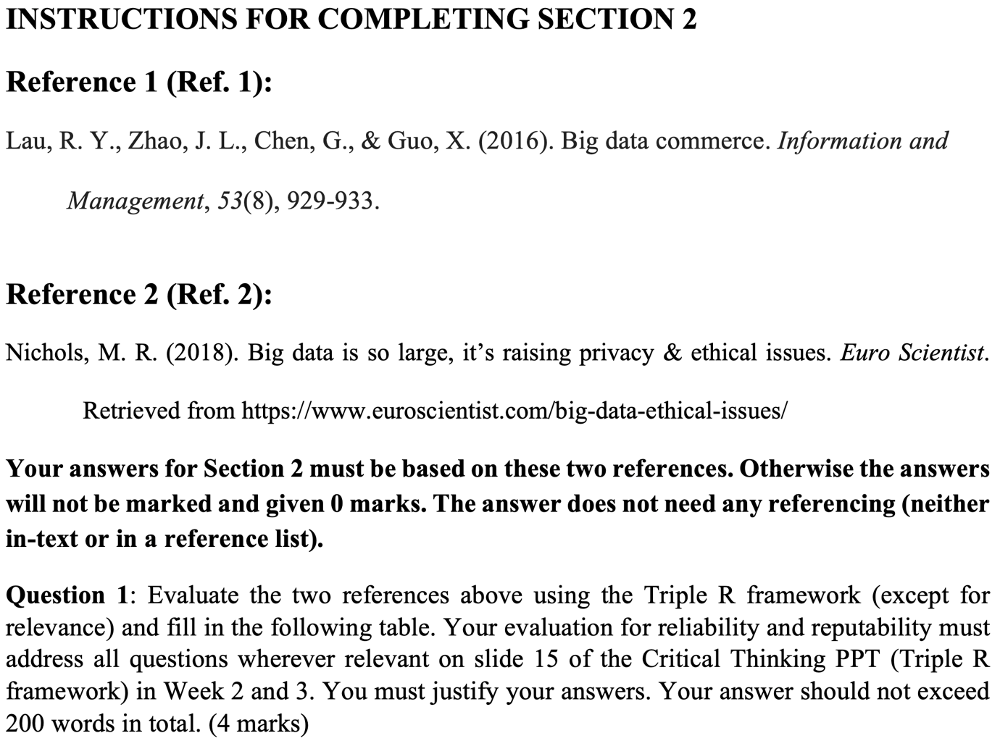 INSTRUCTIONS FOR COMPLETING SECTION 2
Reference 1 (Ref. 1):
Lau, R. Y., Zhao, J. L., Chen, G., & Guo, X. (2016). Big data commerce. Information and
Management, 53(8), 929-933.
Reference 2 (Ref. 2):
Nichols, M. R. (2018). Big data is so large, it’s raising privacy & ethical issues. Euro Scientist.
Retrieved from https://www.euroscientist.com/big-data-ethical-issues/
Your answers for Section 2 must be based on these two references. Otherwise the answers
will not be marked and given 0 marks. The answer does not need any referencing (neither
in-text or in a reference list).
Question 1: Evaluate the two references above using the Triple R framework (except for
relevance) and fill in the following table. Your evaluation for reliability and reputability must
address all questions wherever relevant on slide 15 of the Critical Thinking PPT (Triple R
framework) in Week 2 and 3. You must justify your answers. Your answer should not exceed
200 words in total. (4 marks)